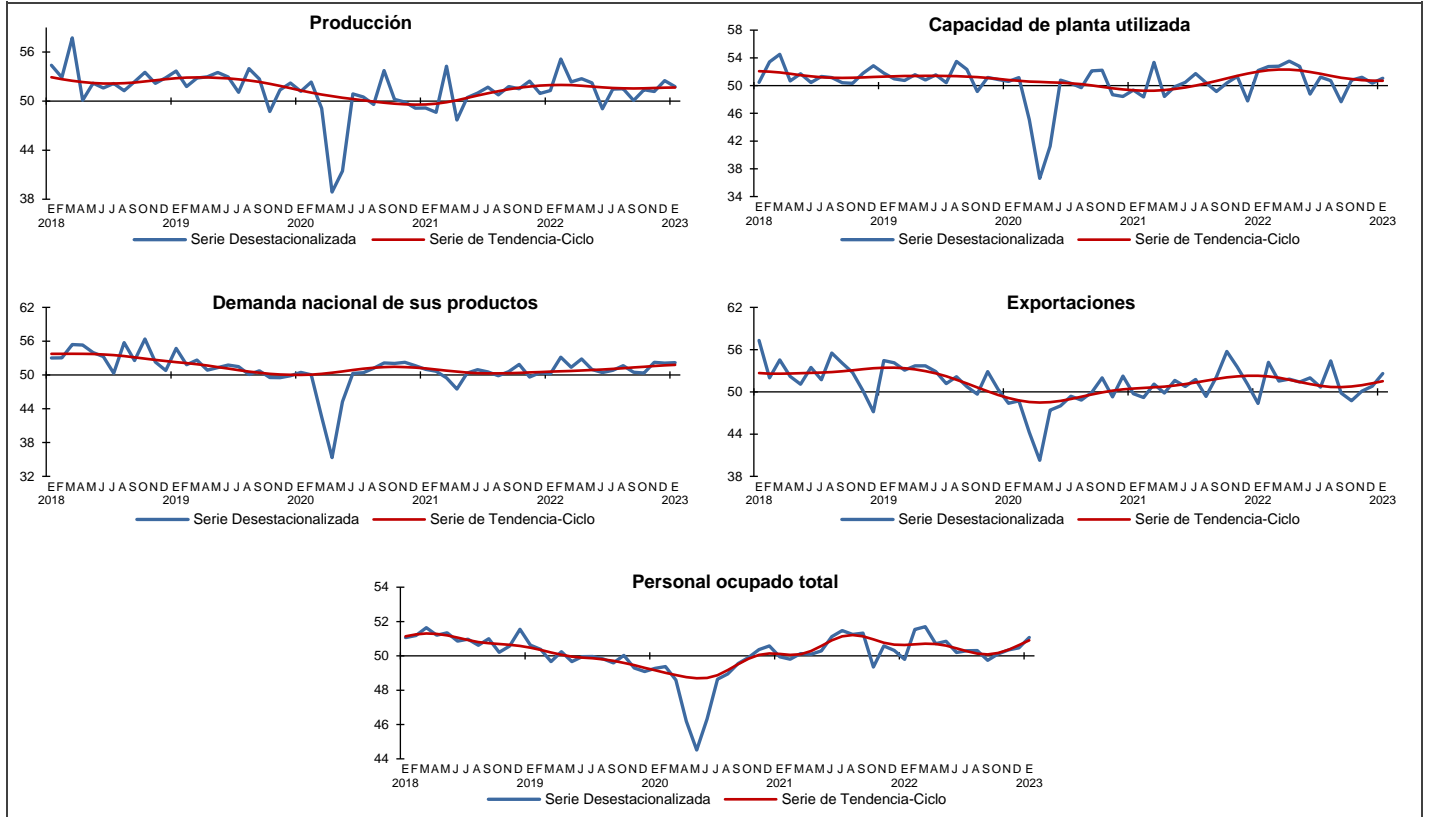 Producción
56
50
44
38
E F M A M J J A S O N D E F M A M J J A S O N D E F M A M J J A S O N D E F M A M J J A S O N D E F M A M J J A S O N D E
2018 2019 2020 2021 2022 2023
Serie Desestacionalizada Serie de Tendencia-Ciclo
Capacidad de planta utilizada
58
54
50
46
42
38
34
E F M A M J J A S O N D E F M A M J J A S O N D E F M A M J J A S O N D E F M A M J J A S O N D E F M A M J J A S O N D E
2018 2019 2020 2021 2022 2023
Serie Desestacionalizada Serie de Tendencia-Ciclo
Demanda nacional de sus productos
62
56
50
44
38
32
E F M A M J J A S O N D E F M A M J J A S O N D E F M A M J J A S O N D E F M A M J J A S O N D E F M A M J J A S O N D E
2018 2019 2020 2021 2022 2023
Serie Desestacionalizada Serie de Tendencia-Ciclo
Exportaciones
62
56
50
44
38
E F M A M J J A S O N D E F M A M J J A S O N D E F M A M J J A S O N D E F M A M J J A S O N D E F M A M J J A S O N D E
2018 2019 2020 2021 2022 2023
Serie Desestacionalizada Serie de Tendencia-Ciclo
Personal ocupado total
54
52
50
48
46
44
E F M A M J J A S O N D E F M A M J J A S O N D E F M A M J J A S O N D E F M A M J J A S O N D E F M A M J J A S O N D E
2018 2019 2020 2021 2022 2023
Serie Desestacionalizada Serie de Tendencia-Ciclo